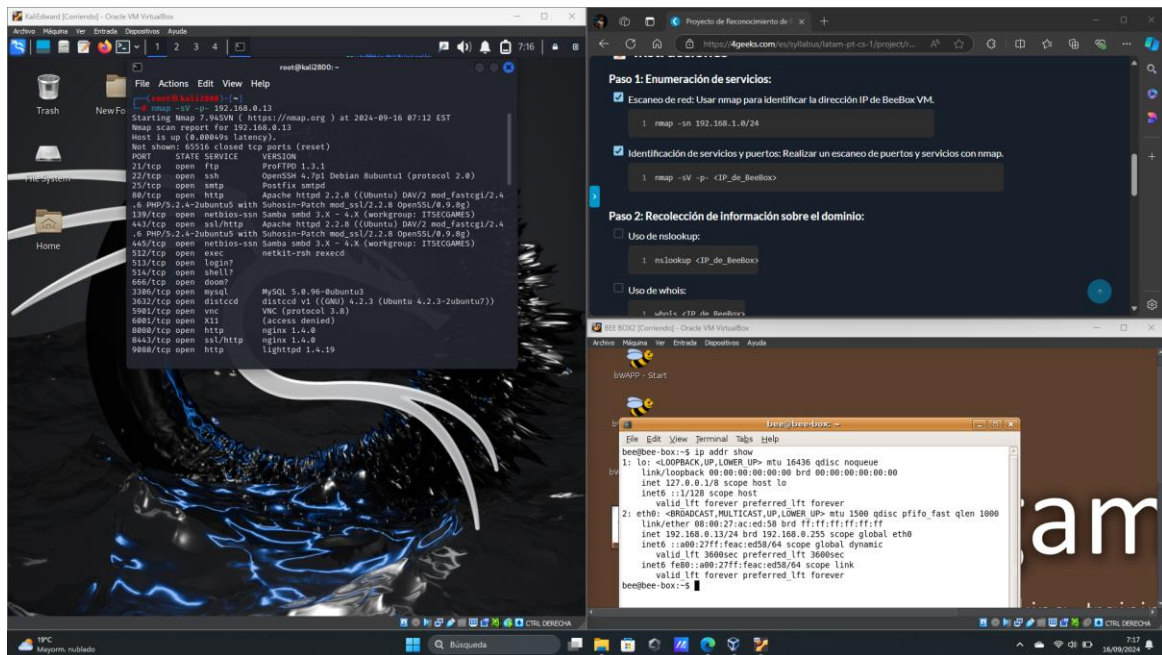 KaliEdward [Corriendo] - Oracle VM VirtualBox
Archivo Máquina Ver Entrada Dispositivos Ayuda
1 2 3 4
7:16
Trash
New Fo
File System
Home
root@kali2800: ~
File Actions Edit View Help
(root㉿kali2800)-[~]
# nmap -sV -p- 192.168.0.13
Starting Nmap 7.94SVN ( https://nmap.org ) at 2024-09-16 07:12 EST
Nmap scan report for 192.168.0.13
Host is up (0.00049s latency).
Not shown: 65516 closed tcp ports (reset)
PORT STATE SERVICE VERSION
21/tcp open ftp ProFTPD 1.3.1
22/tcp open ssh OpenSSH 4.7p1 Debian 8ubuntu1 (protocol 2.0)
25/tcp open smtp Postfix smtpd
80/tcp open http Apache httpd 2.2.8 ((Ubuntu) DAV/2 mod_fastcgi/2.4
.6 PHP/5.2.4-2ubuntu5 with Suhosin-Patch mod_ssl/2.2.8 OpenSSL/0.9.8g)
139/tcp open netbios-ssn Samba smbd 3.X - 4.X (workgroup: ITSECGAMES)
443/tcp open ssl/http Apache httpd 2.2.8 ((Ubuntu) DAV/2 mod_fastcgi/2.4
.6 PHP/5.2.4-2ubuntu5 with Suhosin-Patch mod_ssl/2.2.8 OpenSSL/0.9.8g)
445/tcp open netbios-ssn Samba smbd 3.X - 4.X (workgroup: ITSECGAMES)
512/tcp open exec netkit-rsh rexecd
513/tcp open login?
514/tcp open shell?
666/tcp open doom?
3306/tcp open mysql MySQL 5.0.96-0ubuntu3
3632/tcp open distccd distccd v1 ((GNU) 4.2.3 (Ubuntu 4.2.3-2ubuntu7))
5901/tcp open vnc VNC (protocol 3.8)
6001/tcp open X11 (access denied)
8080/tcp open http nginx 1.4.0
8443/tcp open ssl/http nginx 1.4.0
9080/tcp open http lighttpd 1.4.19
CTRL DERECHA
Proyecto de Reconocimiento de
https://4geeks.com/es/syllabus/latam-pt-cs-1/project/r...
Paso 1: Enumeración de servicios:
Escaneo de red: Usar nmap para identificar la dirección IP de BeeBox VM.
1 nmap -sn 192.168.1.0/24
Identificación de servicios y puertos: Realizar un escaneo de puertos y servicios con nmap.
1 nmap -sV -p- <IP_de_BeeBox>
Paso 2: Recolección de información sobre el dominio:
Uso de nslookup:
1 nslookup <IP_de_BeeBox>
Uso de whois:
1 whois <IP_de_BeeBox>
BEE BOX2 [Corriendo] - Oracle VM VirtualBox
Archivo Máquina Ver Entrada Dispositivos Ayuda
bWAPP - Start
bee@bee-box: ~
File Edit View Terminal Tabs Help
bee@bee-box:~$ ip addr show
1: lo: <LOOPBACK,UP,LOWER_UP> mtu 16436 qdisc noqueue
link/loopback 00:00:00:00:00:00 brd 00:00:00:00:00:00
inet 127.0.0.1/8 scope host lo
inet6 ::1/128 scope host
valid_lft forever preferred_lft forever
2: eth0: <BROADCAST,MULTICAST,UP,LOWER_UP> mtu 1500 qdisc pfifo_fast qlen 1000
link/ether 08:00:27:ac:ed:58 brd ff:ff:ff:ff:ff:ff
inet 192.168.0.13/24 brd 192.168.0.255 scope global eth0
inet6 ::a00:27ff:feac:ed58/64 scope global dynamic
valid_lft 3600sec preferred_lft 3600sec
inet6 fe80::a00:27ff:feac:ed58/64 scope link
valid_lft forever preferred_lft forever
bee@bee-box:~$
gam
CTRL DERECHA
19°C
Mayorm. nublado
Búsqueda
7:17
16/09/2024